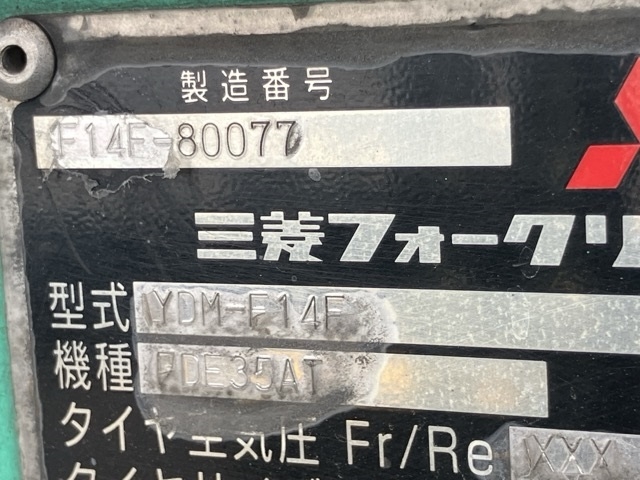 製造番号
F14F-80077
三菱フォークリ
型式 YDM-F14F
機種 FDE35AT
タイヤ空気圧 Fr/Re XXX